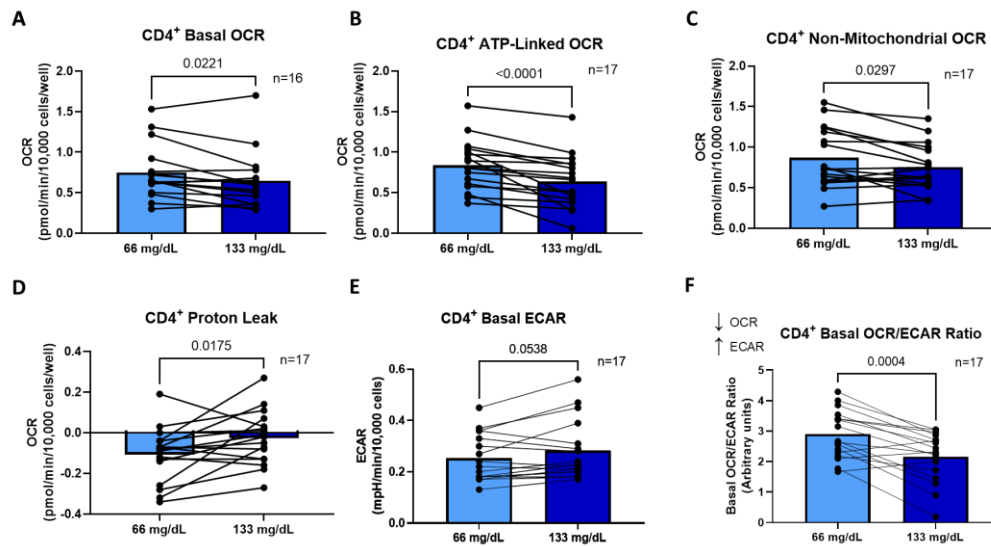 A
CD4⁺ Basal OCR
0.0221
n=16
2.0
1.5
1.0
0.5
0.0
OCR
(pmol/min/10,000 cells/well)
66 mg/dL
133 mg/dL
B
CD4⁺ ATP-Linked OCR
<0.0001
n=17
2.0
1.5
1.0
0.5
0.0
OCR
(pmol/min/10,000 cells/well)
66 mg/dL
133 mg/dL
C
CD4⁺ Non-Mitochondrial OCR
0.0297
n=17
2.0
1.5
1.0
0.5
0.0
OCR
(pmol/min/10,000 cells/well)
66 mg/dL
133 mg/dL
D
CD4⁺ Proton Leak
0.0175
n=17
0.4
0.2
-0.0
-0.2
-0.4
OCR
(pmol/min/10,000 cells/well)
66 mg/dL
133 mg/dL
E
CD4⁺ Basal ECAR
0.0538
n=17
0.6
0.4
0.2
0.0
ECAR
(mpH/min/10,000 cells)
66 mg/dL
133 mg/dL
F
↓ OCR
↑ ECAR
CD4⁺ Basal OCR/ECAR Ratio
0.0004
n=17
5
4
3
2
1
0
Basal OCR/ECAR Ratio
(Arbitrary units)
66 mg/dL
133 mg/dL